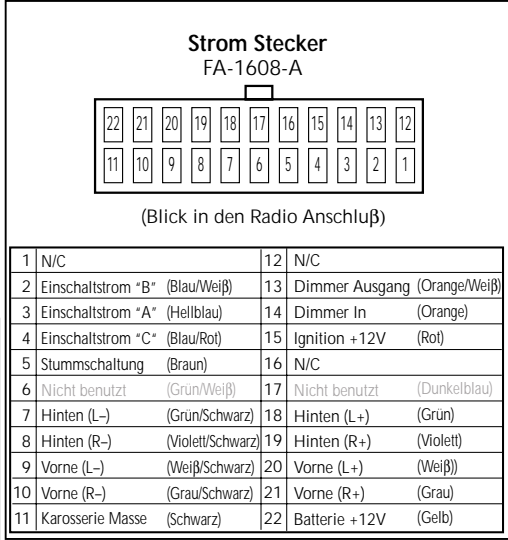 Strom Stecker
FA-1608-A
22 21 20 19 18 17 16 15 14 13 12
11 10 9 8 7 6 5 4 3 2 1
(Blick in den Radio Anschluβ)
1 N/C 12 N/C
2 Einschaltstrom "B" (Blau/Weiβ) 13 Dimmer Ausgang (Orange/Weiβ)
3 Einschaltstrom "A" (Hellblau) 14 Dimmer In (Orange)
4 Einschaltstrom "C" (Blau/Rot) 15 Ignition +12V (Rot)
5 Stummschaltung (Braun) 16 N/C
6 Nicht benutzt (Grün/Weiβ) 17 Nicht benutzt (Dunkelblau)
7 Hinten (L–) (Grün/Schwarz) 18 Hinten (L+) (Grün)
8 Hinten (R–) (Violett/Schwarz) 19 Hinten (R+) (Violett)
9 Vorne (L–) (Weiβ/Schwarz) 20 Vorne (L+) (Weiβ))
10 Vorne (R–) (Grau/Schwarz) 21 Vorne (R+) (Grau)
11 Karosserie Masse (Schwarz) 22 Batterie +12V (Gelb)